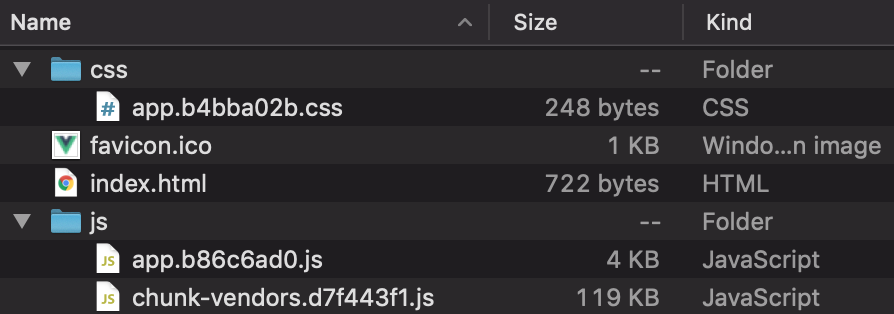 Name Size Kind
css -- Folder
# app.b4bba02b.css 248 bytes CSS
favicon.ico 1 KB Windo...n image
index.html 722 bytes HTML
js -- Folder
JS app.b86c6ad0.js 4 KB JavaScript
JS chunk-vendors.d7f443f1.js 119 KB JavaScript